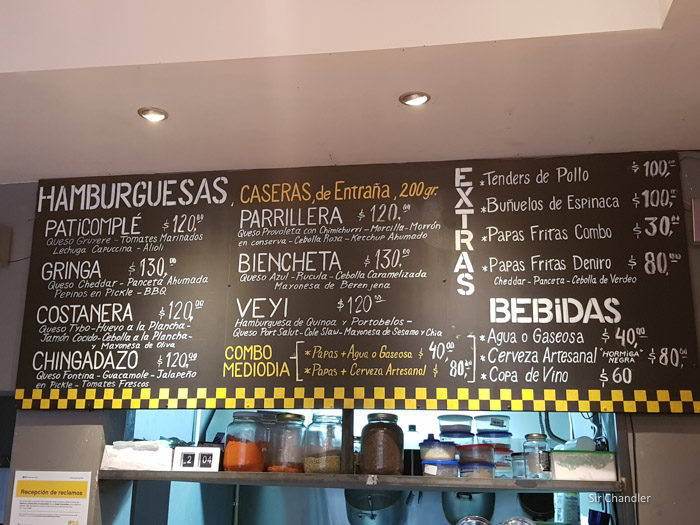 HAMBURGUESAS, CASERAS, de Entraña, 200 gr.
PATICOMPLÉ $120,00
Queso Gruyere - Tomates Marinados
Lechuga Capuccina - Alioli
GRINGA $130,00
Queso Cheddar - Panceta Ahumada
Pepinos en Pickle - BBQ
COSTANERA $120,00
Queso Tybo - Huevo a la Plancha -
Jamón Cocido - Cebolla a la Plancha -
y Mayonesa de Oliva
CHINGADAZO $120,00
Queso Fontina - Guacamole - Jalapeño
en Pickle - Tomates Frescos
PARRILLERA $120,00
Queso Provoleta con Chimichurri - Morcilla - Morrón
en conserva - Cebolla Roja - Ketchup Ahumado
BIENCHETA $130,00
Queso Azul - Rucula - Cebolla Caramelizada
Mayonesa de Berenjena
VEYI $120,00
Hamburguesa de Quinoa y Portobelos -
Queso Port Salut - Cole Slaw - Mayonesa de Sesamo y Chia
COMBO
MEDIODIA
*Papas + Agua o Gaseosa $40,00
*Papas + Cerveza Artesanal $80,00
EXTRAS
*Tenders de Pollo $100,00
*Buñuelos de Espinaca $100,00
*Papas Fritas Combo $30,00
*Papas Fritas Deniro $80,00
Cheddar - Panceta - Cebolla de Verdeo
BEBIDAS
*Agua o Gaseosa $40,00
*Cerveza Artesanal "HORMIGA NEGRA" $80,00
*Copa de Vino $60
2 04
Recepción de reclamos
Sir Chandler